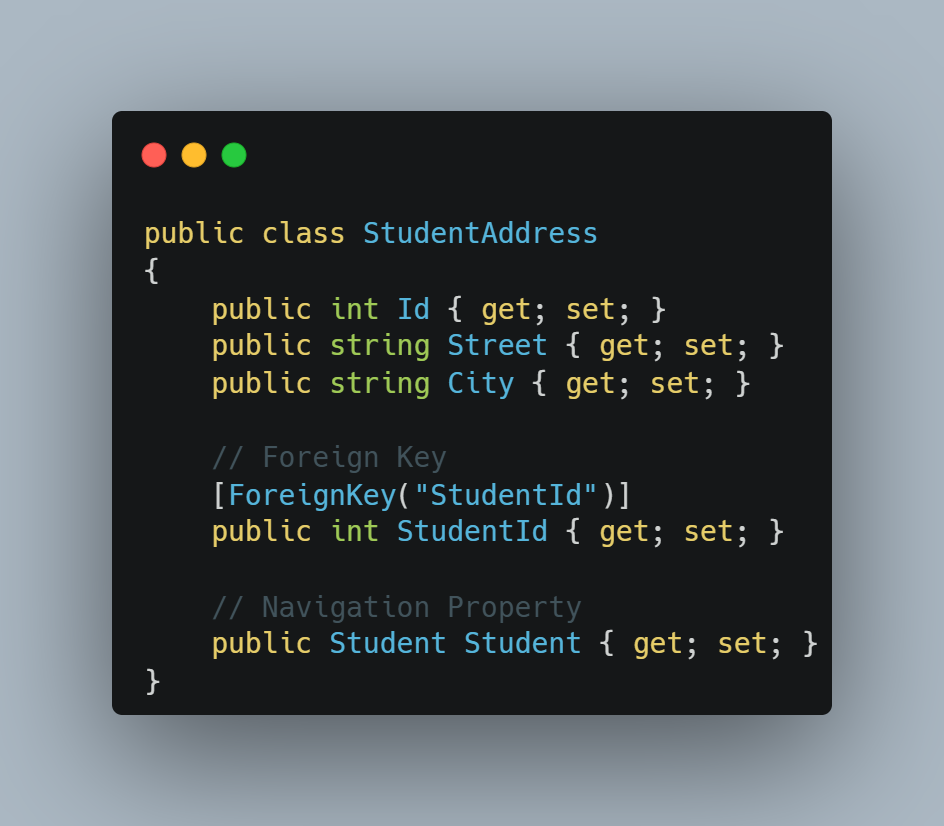 public class StudentAddress
{
    public int Id { get; set; }
    public string Street { get; set; }
    public string City { get; set; }

    // Foreign Key
    [ForeignKey("StudentId")]
    public int StudentId { get; set; }

    // Navigation Property
    public Student Student { get; set; }
}